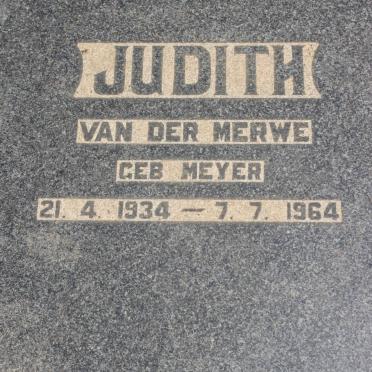 JUDITH
VAN DER MERWE
GEB MEYER
21. 4. 1934 — 7. 7. 1964